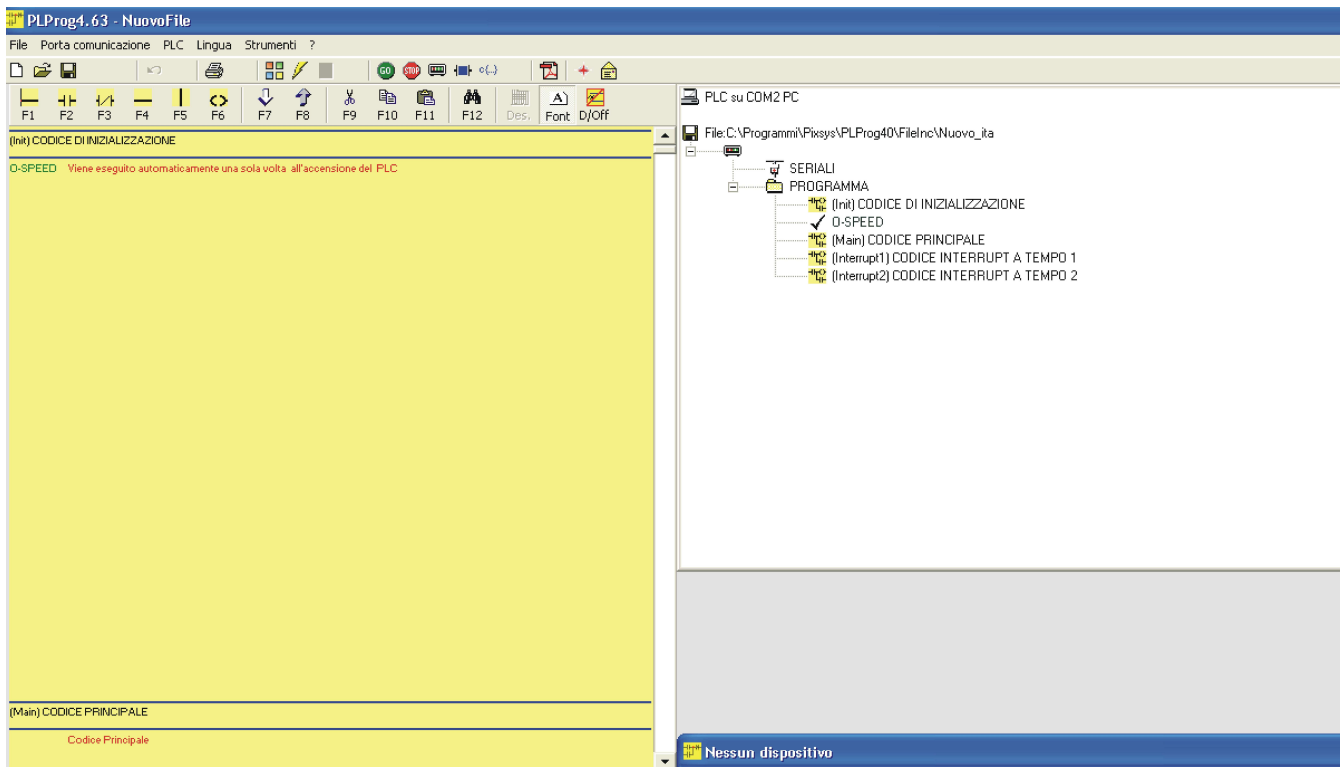 PLProg4.63 - NuovoFile
File Porta comunicazione PLC Lingua Strumenti ?
GO STOP
F1 F2 F3 F4 F5 F6 F7 F8 F9 F10 F11 F12 Des. Font D/Off
(Init) CODICE DI INIZIALIZZAZIONE
O-SPEED Viene eseguito automaticamente una sola volta all'accensione del PLC
(Main) CODICE PRINCIPALE
Codice Principale
PLC su COM2 PC
File:C:\Programmi\Pixsys\PLProg40\FileInc\Nuovo_ita
SERIALI
PROGRAMMA
(Init) CODICE DI INIZIALIZZAZIONE
O-SPEED
(Main) CODICE PRINCIPALE
(Interrupt1) CODICE INTERRUPT A TEMPO 1
(Interrupt2) CODICE INTERRUPT A TEMPO 2
Nessun dispositivo